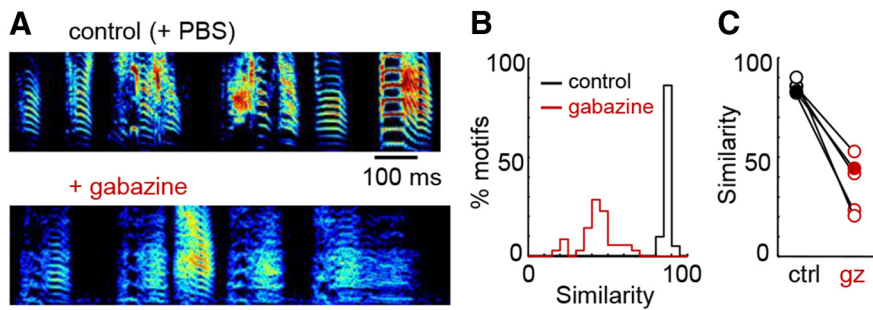 A
control (+ PBS)
100 ms
+ gabazine
B
100
50
0
% motifs
control
gabazine
0
100
Similarity
C
100
50
0
Similarity
ctrl
gz